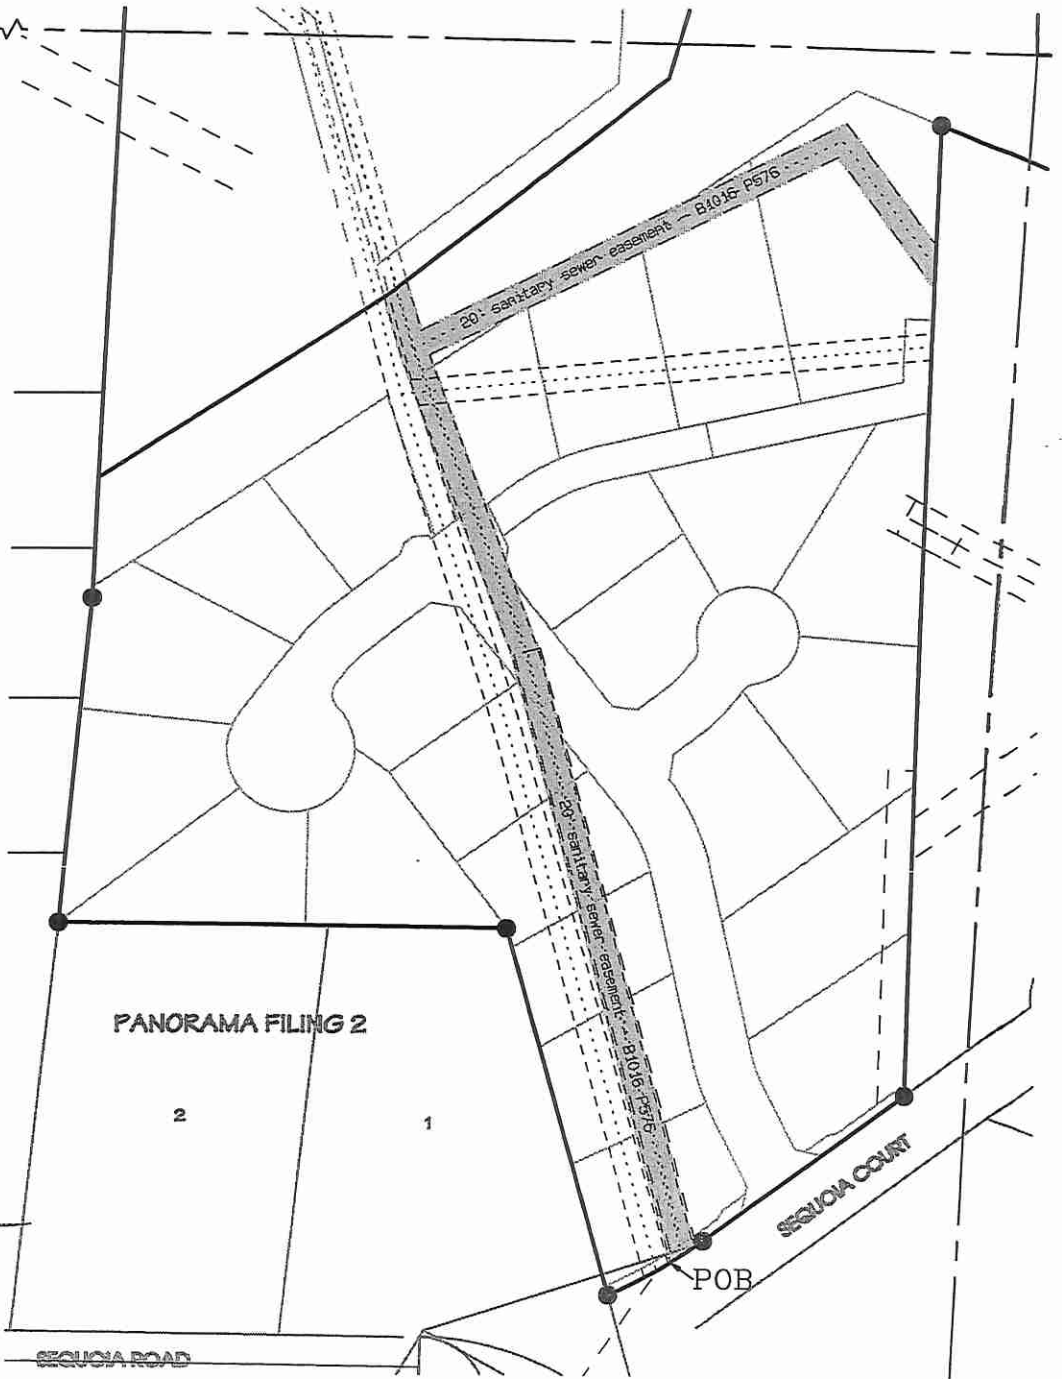 20' sanitary sewer easement - B1016 P576
20' sanitary sewer easement - B1016 P576
PANORAMA FILING 2
2
1
SEQUOIA COURT
POB
SEQUOIA ROAD